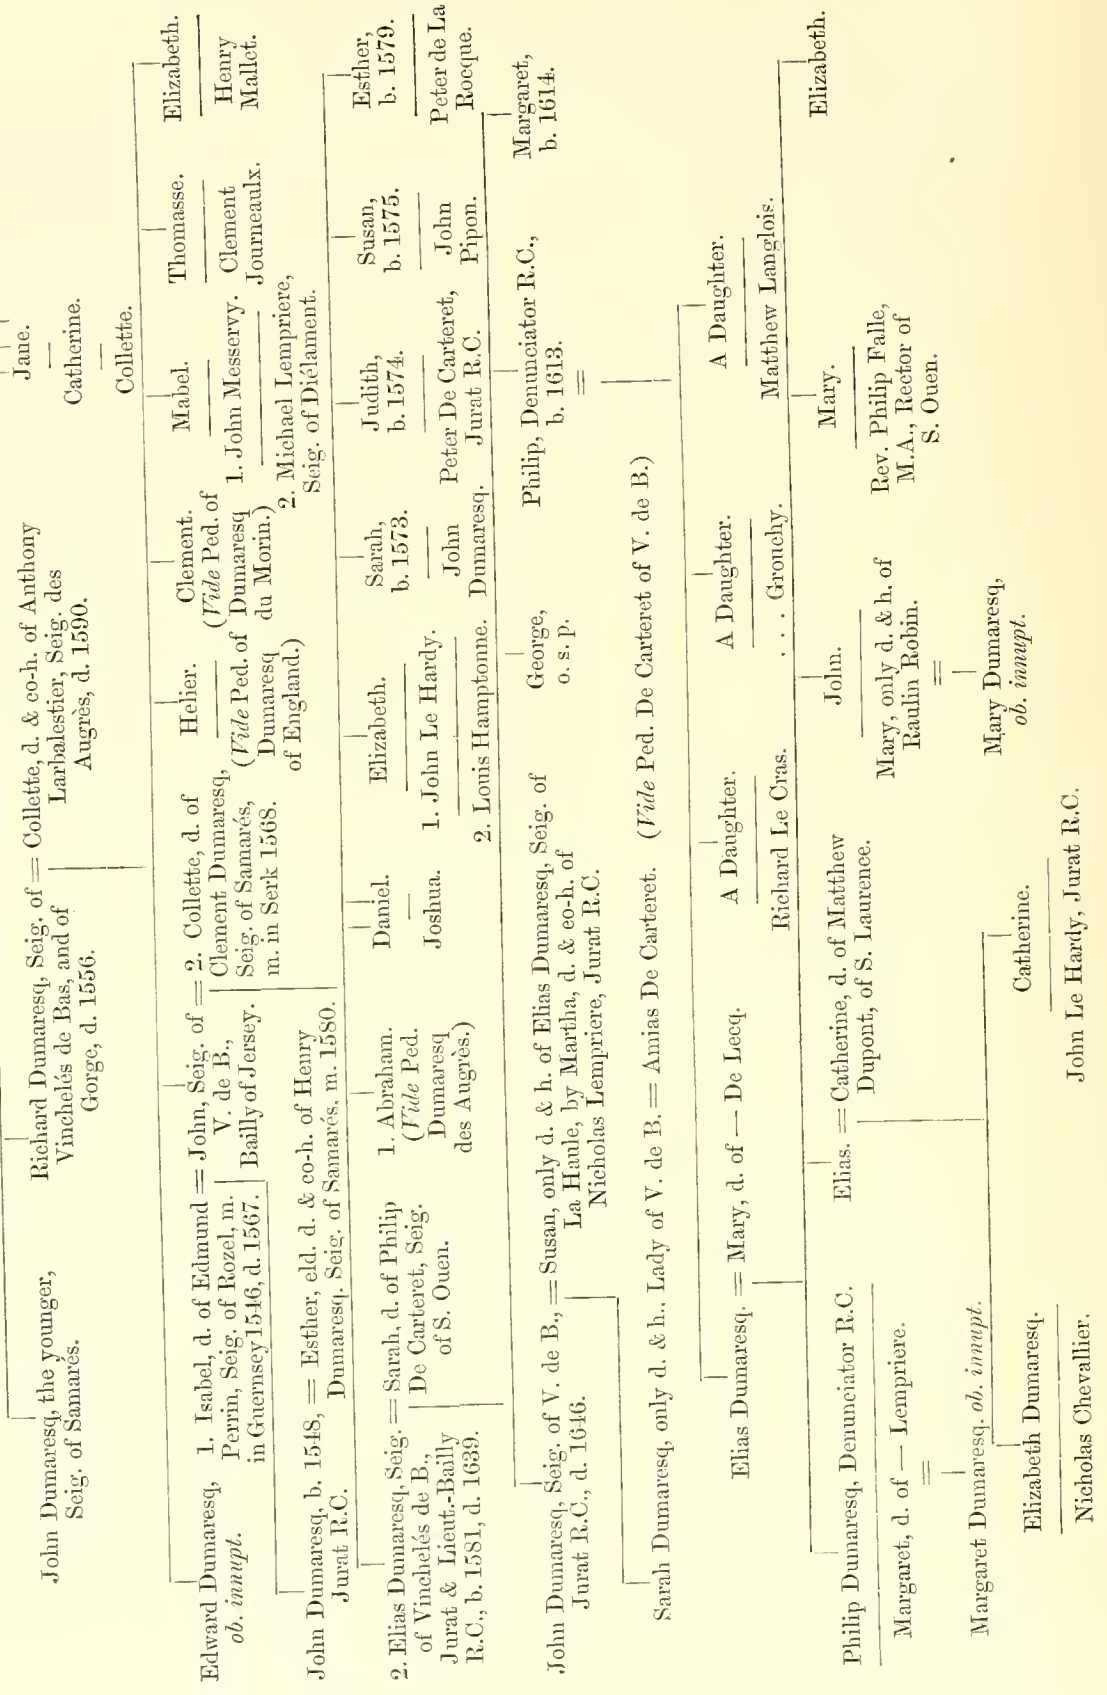 Jane.
Catherine.
Collette.
John Dumaresq, the younger,
Seig. of Samarés.
Richard Dumaresq, Seig. of = Collette, d. & co-h. of Anthony
Vinchelés de Bas, and of
Gorge, d. 1556.
Larbalestier, Seig. des
Augrès, d. 1590.
Edward Dumaresq,
ob. innupt.
1. Isabel, d. of Edmund = John, Seig. of = 2. Collette, d. of
Perrin, Seig. of Rozel, m.
in Guernsey 1546, d. 1567.
V. de B.,
Bailly of Jersey.
Clement Dumaresq,
Seig. of Samarés,
m. in Serk 1568.
Helier.
(Vide Ped. of
Dumaresq
of England.)
Clement.
(Vide Ped. of
Dumaresq
du Morin.)
Mabel.
1. John Messervy.
2. Michael Lempriere,
Seig. of Diélament.
Thomasse.
Clement
Journeaulx.
Elizabeth.
Henry
Mallet.
John Dumaresq, b. 1548, = Esther, eld. d. & co-h. of Henry
Jurat R.C.
Dumaresq, Seig. of Samarés, m. 1580.
2. Elias Dumaresq, Seig. = Sarah, d. of Philip
of Vinchelés de B.,
Jurat & Lieut.-Bailly
R.C., b. 1581, d. 1639.
De Carteret, Seig.
of S. Ouen.
1. Abraham.
(Vide Ped.
Dumaresq
des Augrès.)
Daniel.
Joshua.
Elizabeth.
1. John Le Hardy.
2. Louis Hamptonne.
Sarah,
b. 1573.
John
Dumaresq.
Judith,
b. 1574.
Peter De Carteret,
Jurat R.C.
Susan,
b. 1575.
John
Pipon.
Esther,
b. 1579.
Peter de La
Rocque.
John Dumaresq, Seig. of V. de B., = Susan, only d. & h. of Elias Dumaresq, Seig. of
Jurat R.C., d. 1646.
La Haule, by Martha, d. & co-h. of
Nicholas Lempriere, Jurat R.C.
George,
o. s. p.
Philip, Denunciator R.C.,
b. 1613.
=
Margaret,
b. 1614.
Sarah Dumaresq, only d. & h., Lady of V. de B. = Amias De Carteret. (Vide Ped. De Carteret of V. de B.)
Elias Dumaresq. = Mary, d. of — De Lecq.
A Daughter.
Richard Le Cras.
A Daughter.
. . . Grouchy.
A Daughter.
Matthew Langlois.
Philip Dumaresq, Denunciator R.C.
Margaret, d. of — Lempriere.
=
Margaret Dumaresq. ob. innupt.
Elias. = Catherine, d. of Matthew
Dupont, of S. Laurence.
John.
Mary, only d. & h. of
Raulin Robin.
=
Mary Dumaresq,
ob. innupt.
Mary.
Rev. Philip Falle,
M.A., Rector of
S. Ouen.
Elizabeth.
Elizabeth Dumaresq.
Nicholas Chevallier.
Catherine.
John Le Hardy, Jurat R.C.